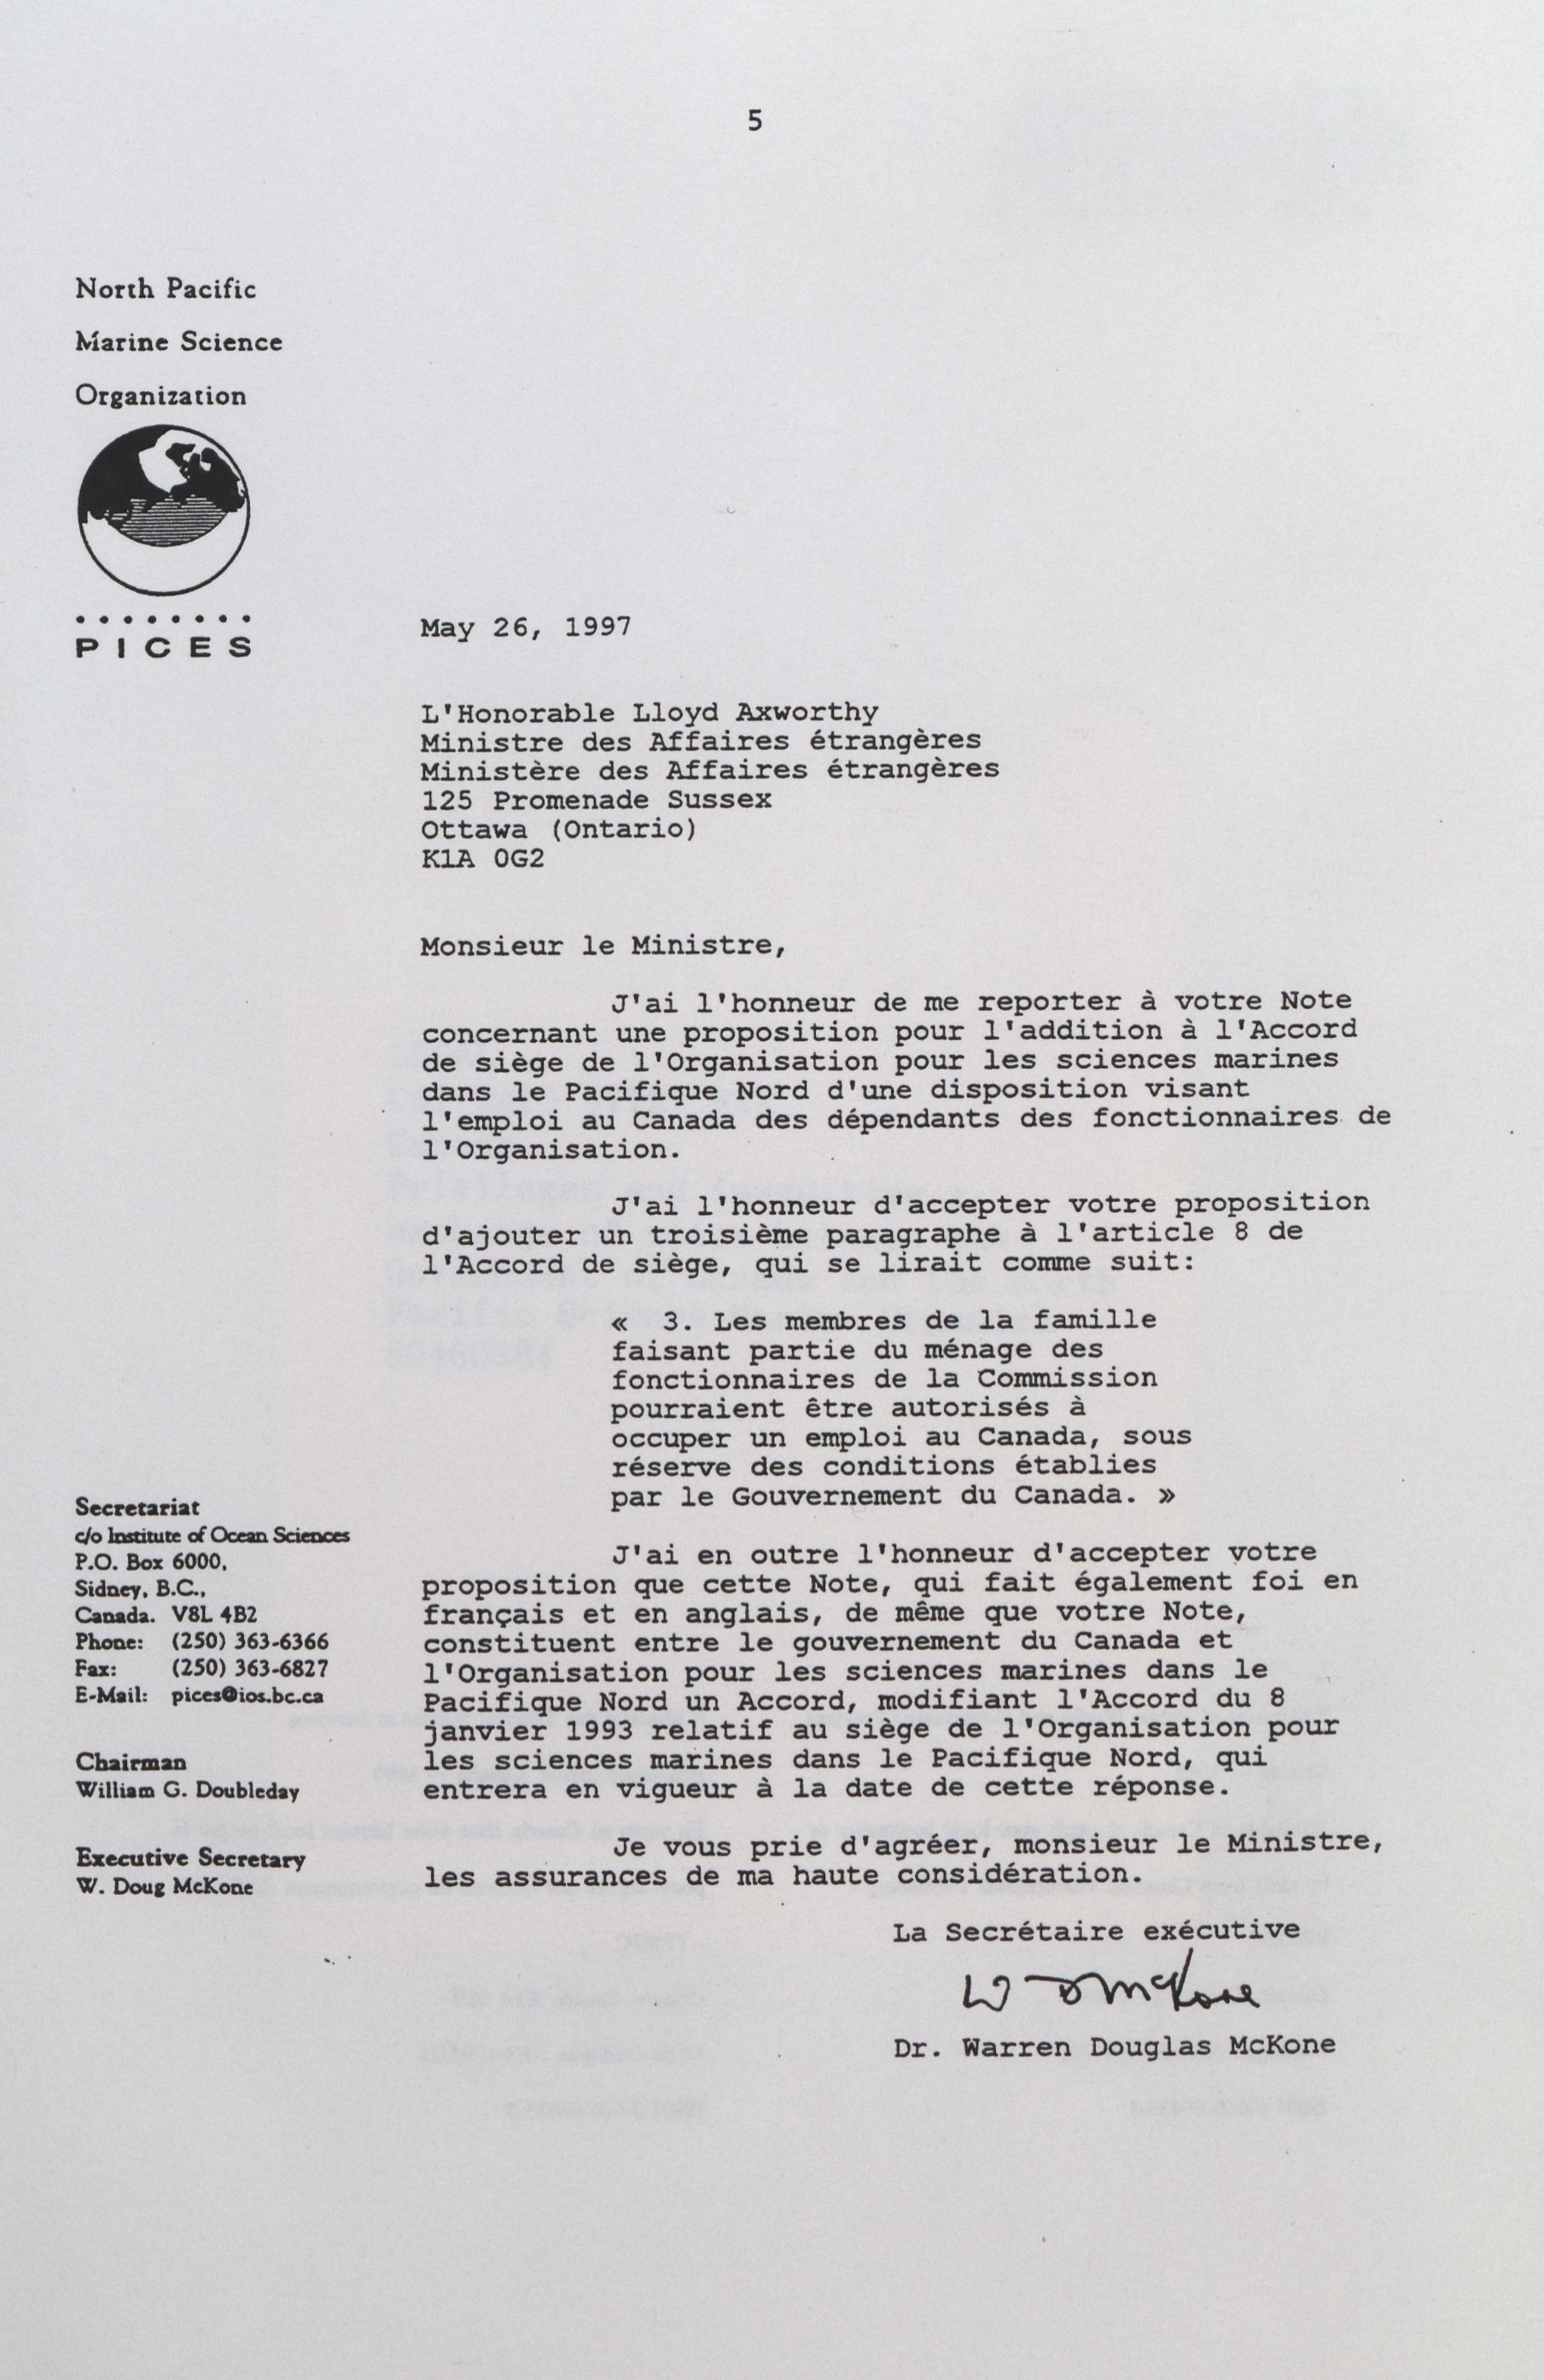 5
North Pacific
Marine Science
Organization
PICES
May 26, 1997
L'Honorable Lloyd Axworthy
Ministre des Affaires étrangères
Ministère des Affaires étrangères
125 Promenade Sussex
Ottawa (Ontario)
K1A 0G2
Monsieur le Ministre,
J'ai l'honneur de me reporter à votre Note
concernant une proposition pour l'addition à l'Accord
de siège de l'Organisation pour les sciences marines
dans le Pacifique Nord d'une disposition visant
l'emploi au Canada des dépendants des fonctionnaires de
l'Organisation.
J'ai l'honneur d'accepter votre proposition
d'ajouter un troisième paragraphe à l'article 8 de
l'Accord de siège, qui se lirait comme suit:
« 3. Les membres de la famille
faisant partie du ménage des
fonctionnaires de la Commission
pourraient être autorisés à
occuper un emploi au Canada, sous
réserve des conditions établies
par le Gouvernement du Canada. »
J'ai en outre l'honneur d'accepter votre
proposition que cette Note, qui fait également foi en
français et en anglais, de même que votre Note,
constituent entre le gouvernement du Canada et
l'Organisation pour les sciences marines dans le
Pacifique Nord un Accord, modifiant l'Accord du 8
janvier 1993 relatif au siège de l'Organisation pour
les sciences marines dans le Pacifique Nord, qui
entrera en vigueur à la date de cette réponse.
Je vous prie d'agréer, monsieur le Ministre,
les assurances de ma haute considération.
La Secrétaire exécutive
W D McKone
Dr. Warren Douglas McKone
Secretariat
c/o Institute of Ocean Sciences
P.O. Box 6000,
Sidney, B.C.,
Canada. V8L 4B2
Phone: (250) 363-6366
Fax: (250) 363-6827
E-Mail: pices@ios.bc.ca
Chairman
William G. Doubleday
Executive Secretary
W. Doug McKone